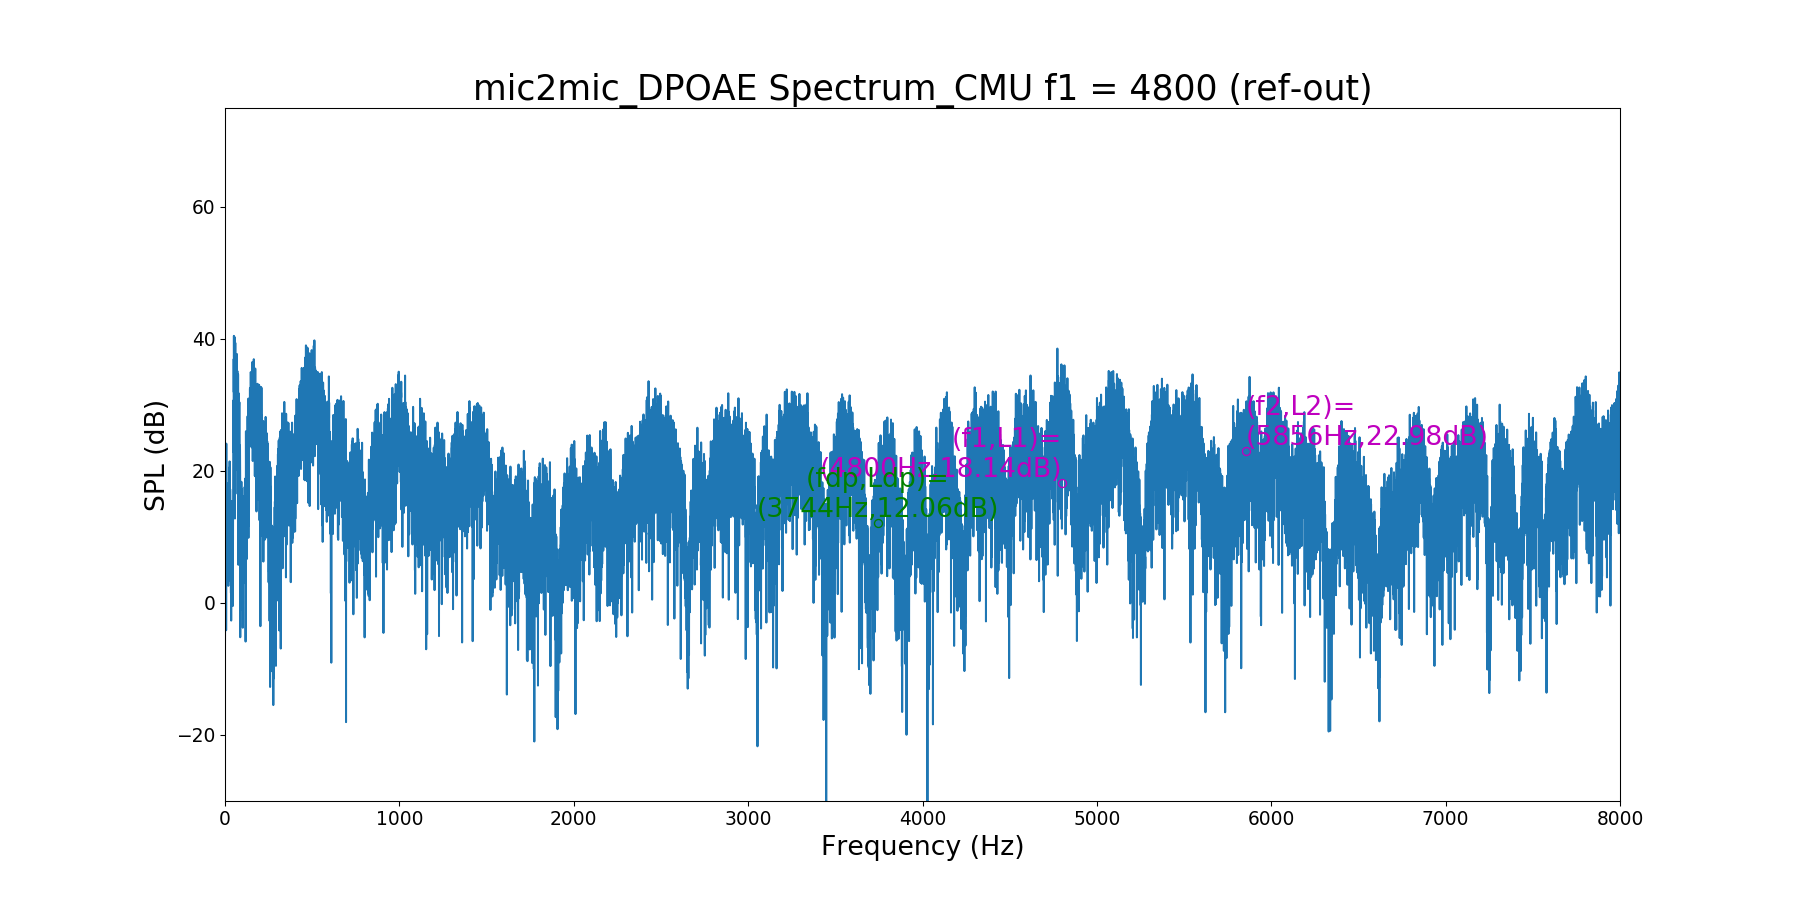 mic2mic_DPOAE Spectrum_CMU f1 = 4800 (ref-out)
60
40
20
0
−20
SPL (dB)
(f2,L2)=
(5856Hz,22.98dB)
(f1,L1)=
(4800Hz,18.14dB)
(fdp,Ldp)=
(3744Hz,12.06dB)
0 1000 2000 3000 4000 5000 6000 7000 8000
Frequency (Hz)